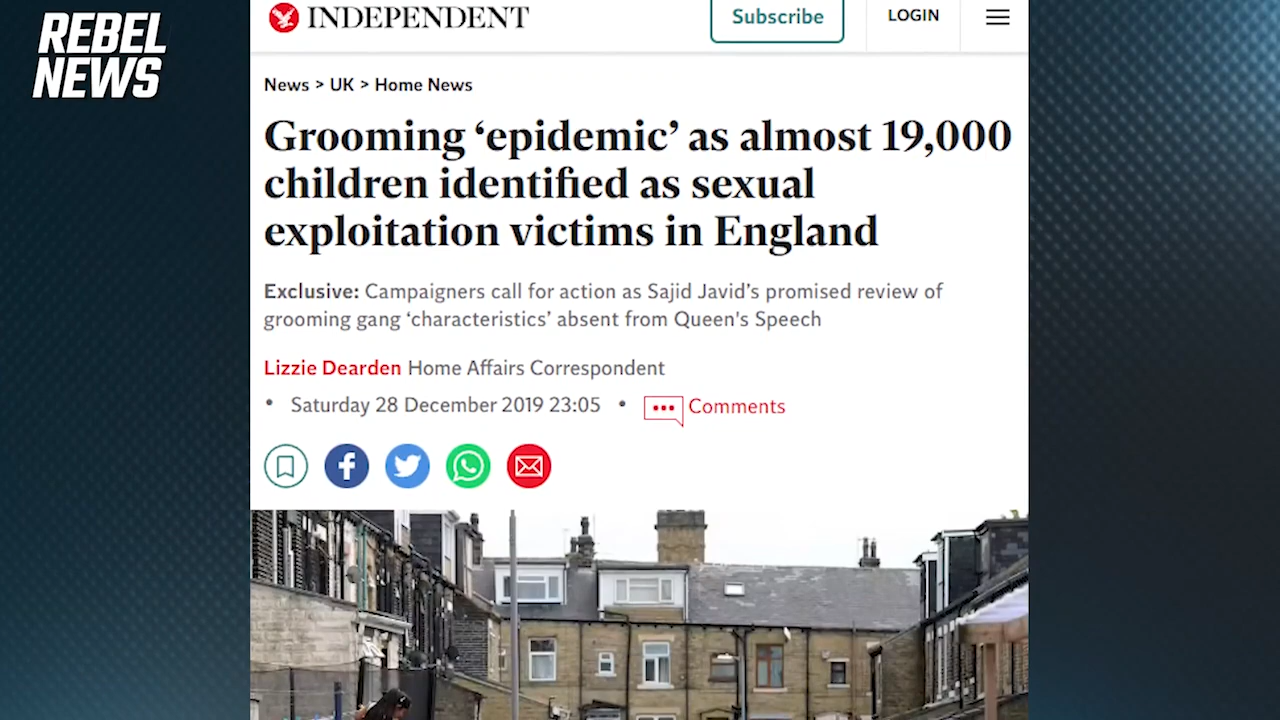 REBEL
NEWS
INDEPENDENT
Subscribe
LOGIN
News > UK > Home News
Grooming ‘epidemic’ as almost 19,000
children identified as sexual
exploitation victims in England
Exclusive: Campaigners call for action as Sajid Javid’s promised review of
grooming gang ‘characteristics’ absent from Queen's Speech
Lizzie Dearden Home Affairs Correspondent
• Saturday 28 December 2019 23:05 • Comments